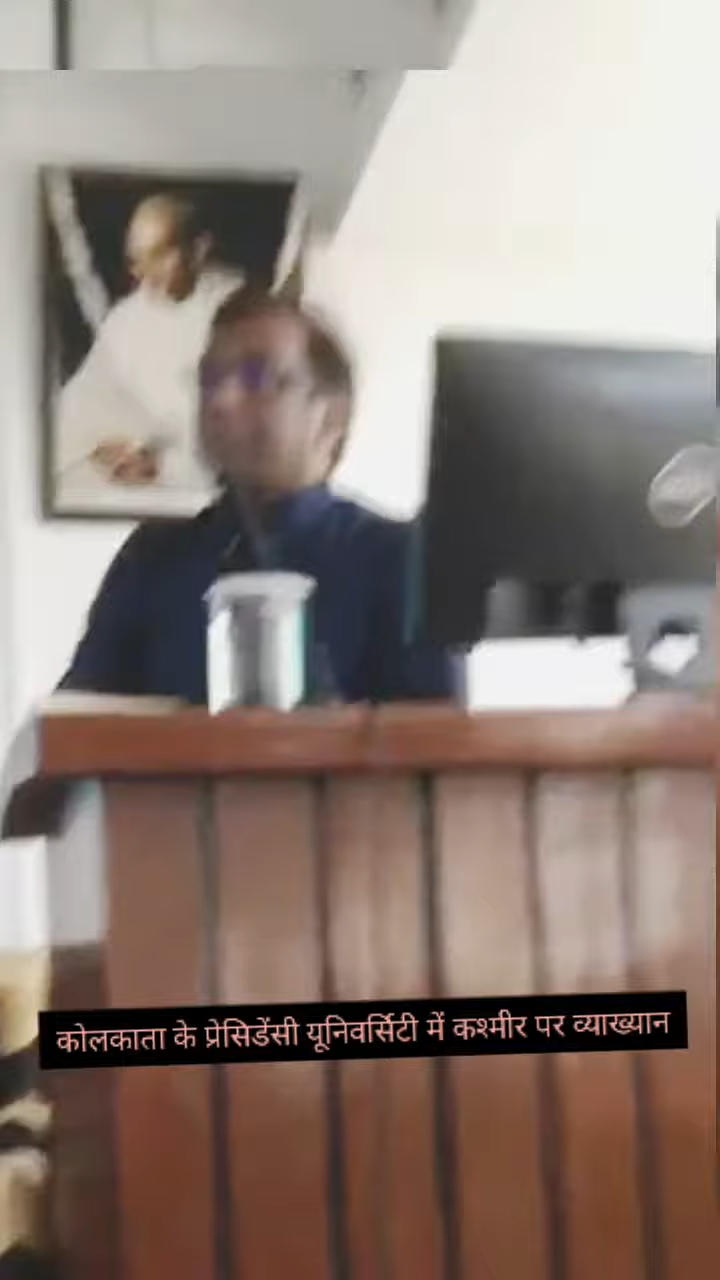 कोलकाता के प्रेसिडेंसी यूनिवर्सिटी में कश्मीर पर व्याख्यान